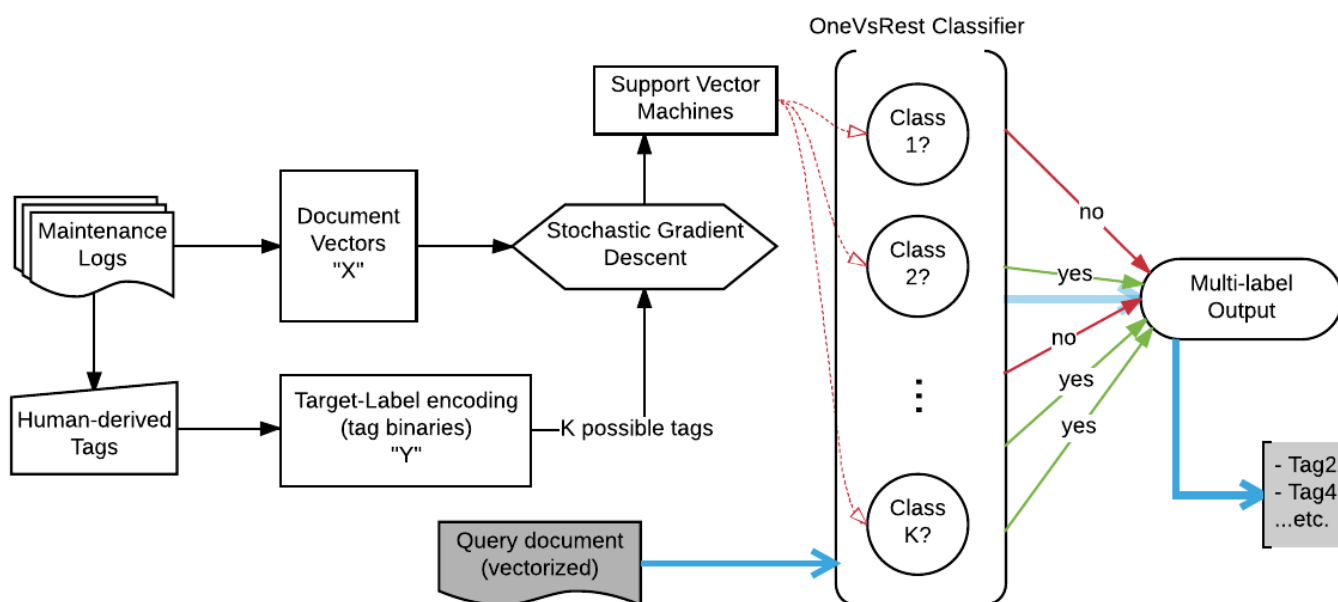 OneVsRest Classifier
Support Vector
Machines
Class
1?
Maintenance
Logs
Document
Vectors
"X"
Stochastic Gradient
Descent
Class
2?
no
yes
no
yes
yes
Multi-label
Output
Human-derived
Tags
Target-Label encoding
(tag binaries)
"Y"
K possible tags
Class
K?
Query document
(vectorized)
- Tag2
- Tag4
...etc.